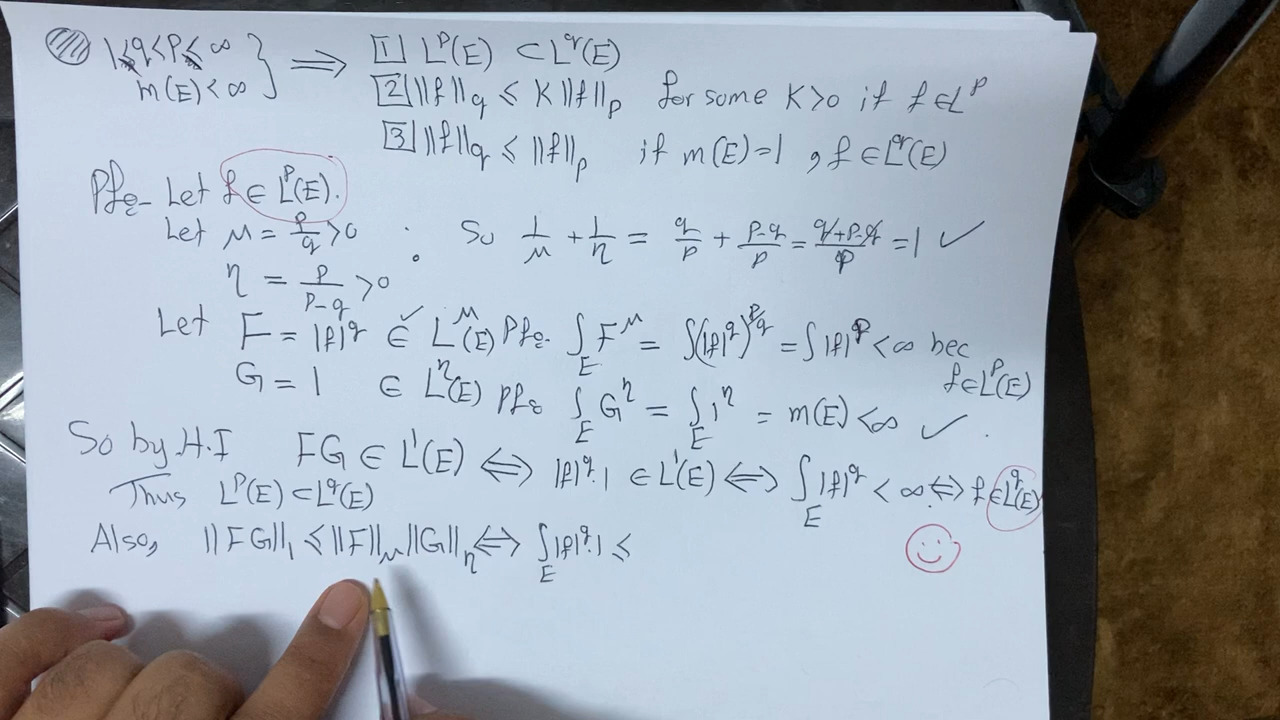 1≤q<p≤∞ } ⟹ [1] L^p(E) ⊂ L^q(E)
m(E)<∞ [2] ||f||_q ≤ K||f||_p for some K>0 if f∈L^p
[3] ||f||_q ≤ ||f||_p if m(E)=1 , f∈L^q(E)
Pf:- Let f∈L^p(E).
Let μ = p/q >0 : So 1/μ + 1/η = q/p + (p-q)/p = (q+p-q)/p = 1 ✓
η = p/(p-q) >0
Let F = |f|^q ∈ L^μ(E) Pf:- ∫_E F^μ = ∫(|f|^q)^{p/q} = ∫|f|^p < ∞ bec
f∈L^p(E)
G = 1 ∈ L^η(E) Pf: ∫_E G^η = ∫_E 1^η = m(E) < ∞ ✓ .
So by H.I FG ∈ L^1(E) ⟺ |f|^q.1 ∈ L^1(E) ⟺ ∫_E |f|^q < ∞ ⟺ f∈L^q(E)
Thus L^p(E) ⊂ L^q(E)
Also, ||FG||_1 ≤ ||F||_μ ||G||_η ⟺ ∫_E |f|^q.1 ≤